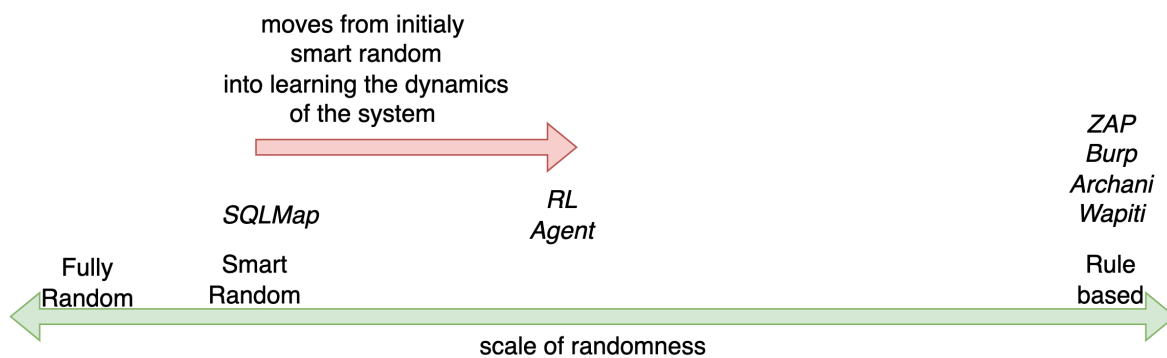 moves from initialy
smart random
into learning the dynamics
of the system
ZAP
Burp
Archani
Wapiti
SQLMap
RL
Agent
Fully
Random
Smart
Random
Rule
based
scale of randomness